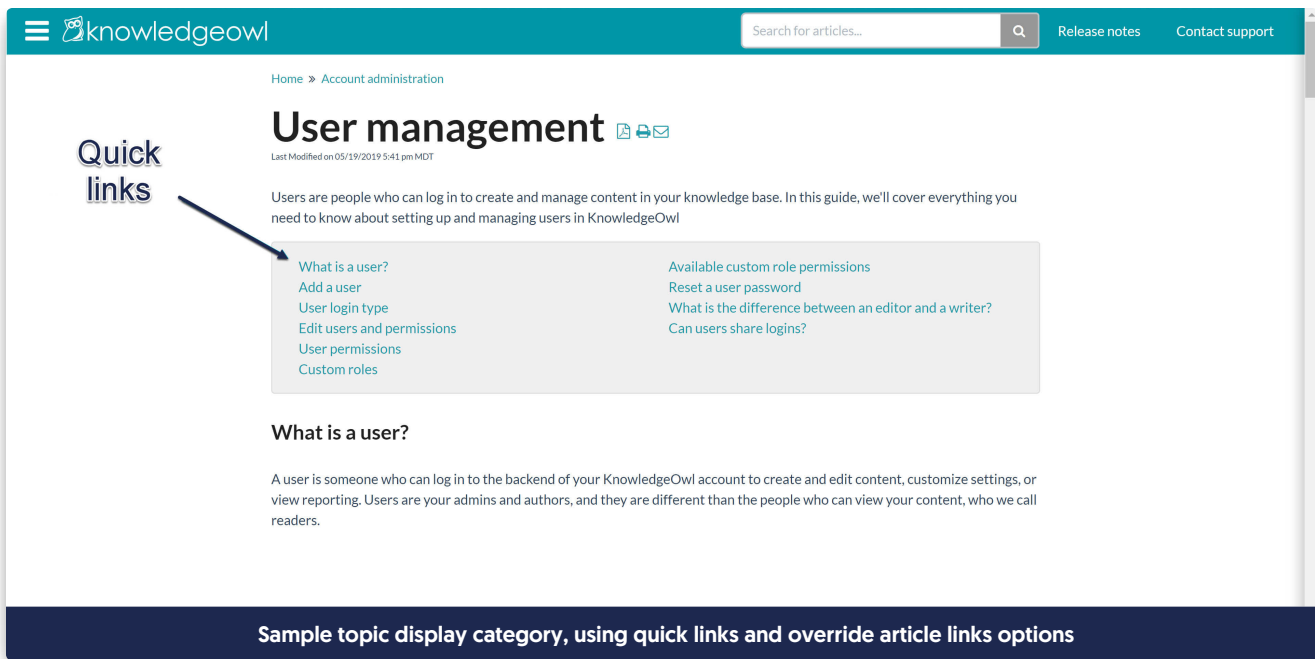 knowledgeowl
Search for articles...
Release notes
Contact support
Home » Account administration
User management
Last Modified on 05/19/2019 5:41 pm MDT
Quick
links
Users are people who can log in to create and manage content in your knowledge base. In this guide, we'll cover everything you
need to know about setting up and managing users in KnowledgeOwl
What is a user?
Add a user
User login type
Edit users and permissions
User permissions
Custom roles
Available custom role permissions
Reset a user password
What is the difference between an editor and a writer?
Can users share logins?
What is a user?
A user is someone who can log in to the backend of your KnowledgeOwl account to create and edit content, customize settings, or
view reporting. Users are your admins and authors, and they are different than the people who can view your content, who we call
readers.
Sample topic display category, using quick links and override article links options